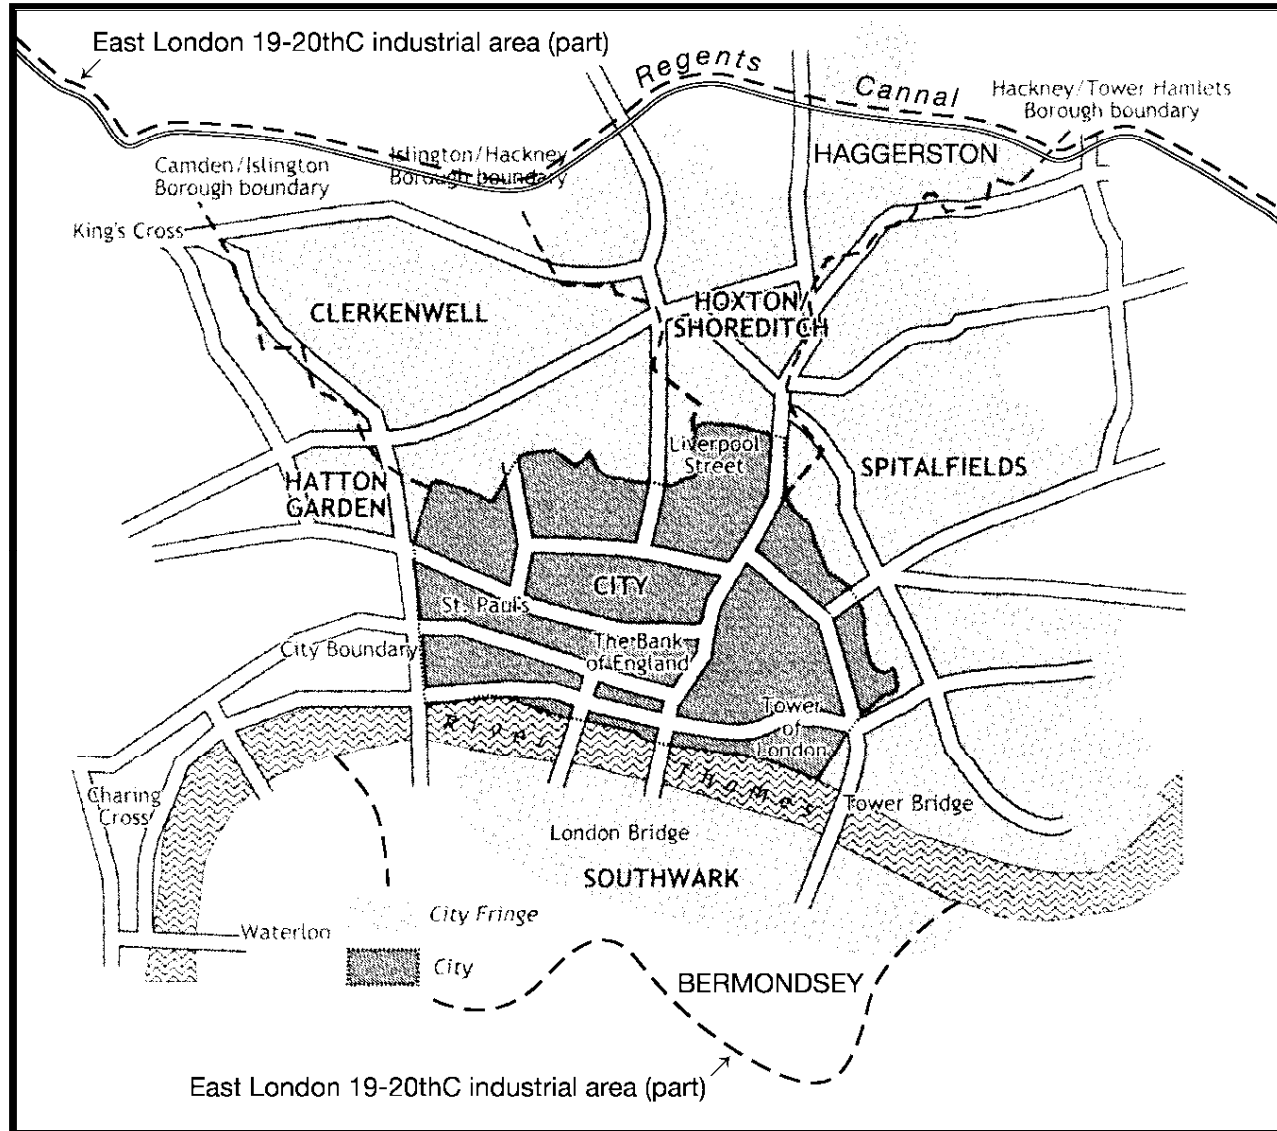 East London 19-20thC industrial area (part)
Regents Cannal
Hackney/Tower Hamlets
Borough boundary
HAGGERSTON
Islington/Hackney
Borough boundary
Camden/Islington
Borough boundary
King's Cross
CLERKENWELL
HOXTON
SHOREDITCH
Liverpool
Street
SPITALFIELDS
HATTON
GARDEN
CITY
St. Paul's
The Bank
of England
City Boundary
Tower
of
London
River Thames
Charing
Cross
Tower Bridge
London Bridge
SOUTHWARK
City Fringe
Waterloo
City
BERMONDSEY
East London 19-20thC industrial area (part)